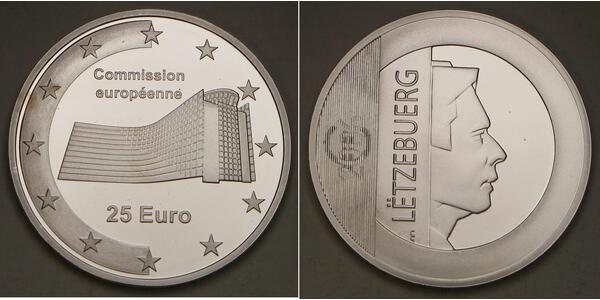 Commission
européenne
25 Euro
LËTZEBUERG